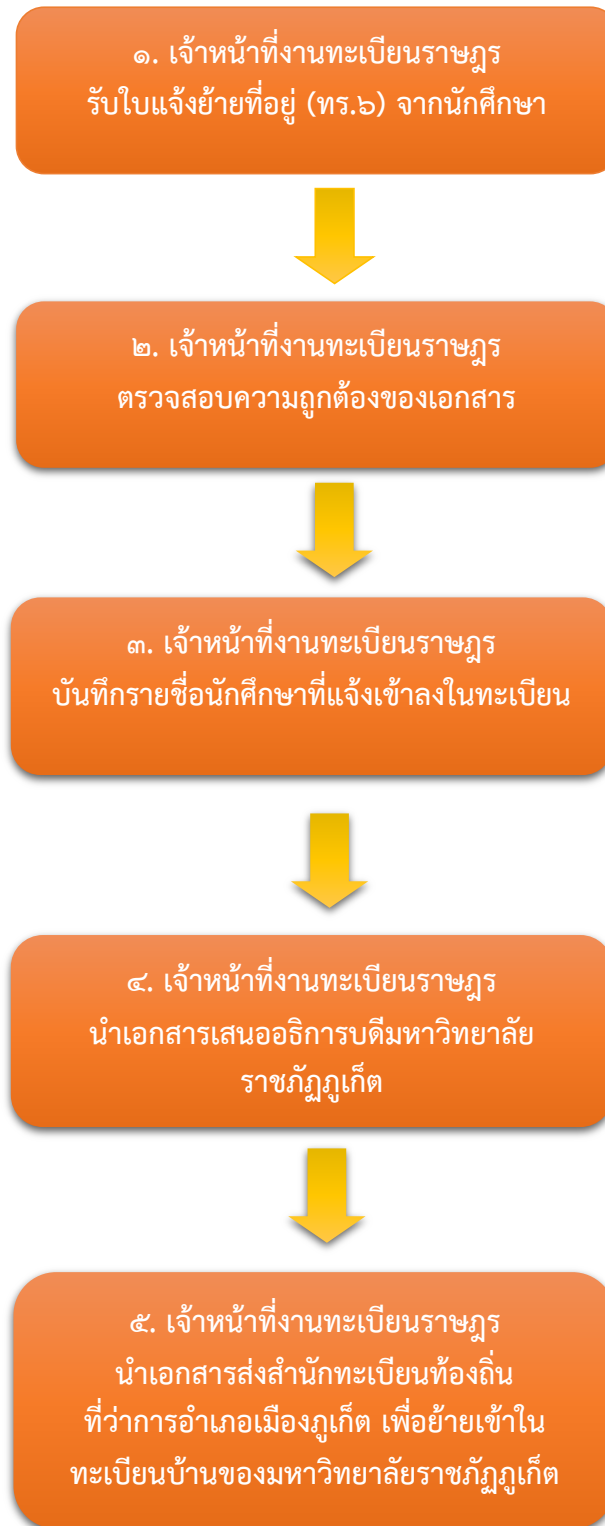 ๑. เจ้าหน้าที่งานทะเบียนราษฎร
รับใบแจ้งย้ายที่อยู่ (ทร.๖) จากนักศึกษา
๒. เจ้าหน้าที่งานทะเบียนราษฎร
ตรวจสอบความถูกต้องของเอกสาร
๓. เจ้าหน้าที่งานทะเบียนราษฎร
บันทึกรายชื่อนักศึกษาที่แจ้งเข้าลงในทะเบียน
๔. เจ้าหน้าที่งานทะเบียนราษฎร
นำเอกสารเสนออธิการบดีมหาวิทยาลัย
ราชภัฏภูเก็ต
๕. เจ้าหน้าที่งานทะเบียนราษฎร
นำเอกสารส่งสำนักทะเบียนท้องถิ่น
ที่ว่าการอำเภอเมืองภูเก็ต เพื่อย้ายเข้าใน
ทะเบียนบ้านของมหาวิทยาลัยราชภัฏภูเก็ต